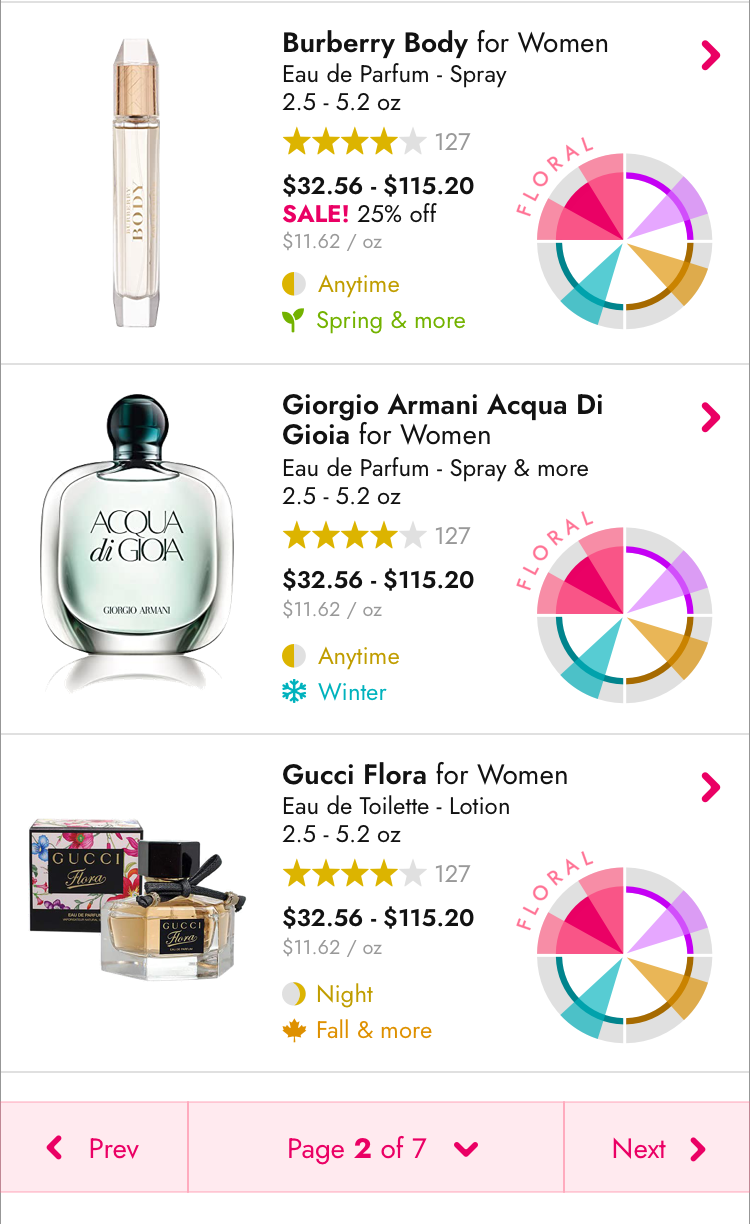 Burberry Body for Women
Eau de Parfum - Spray
2.5 - 5.2 oz
127
$32.56 - $115.20
SALE! 25% off
$11.62 / oz
Anytime
Spring & more
FLORAL
BURBERRY
BODY
Giorgio Armani Acqua Di
Gioia for Women
Eau de Parfum - Spray & more
2.5 - 5.2 oz
127
$32.56 - $115.20
$11.62 / oz
Anytime
Winter
FLORAL
ACQUA
di GIOIA
GIORGIO ARMANI
Gucci Flora for Women
Eau de Toilette - Lotion
2.5 - 5.2 oz
127
$32.56 - $115.20
$11.62 / oz
Night
Fall & more
FLORAL
GUCCI
Flora
GUCCI
Flora
Prev
Page 2 of 7
Next